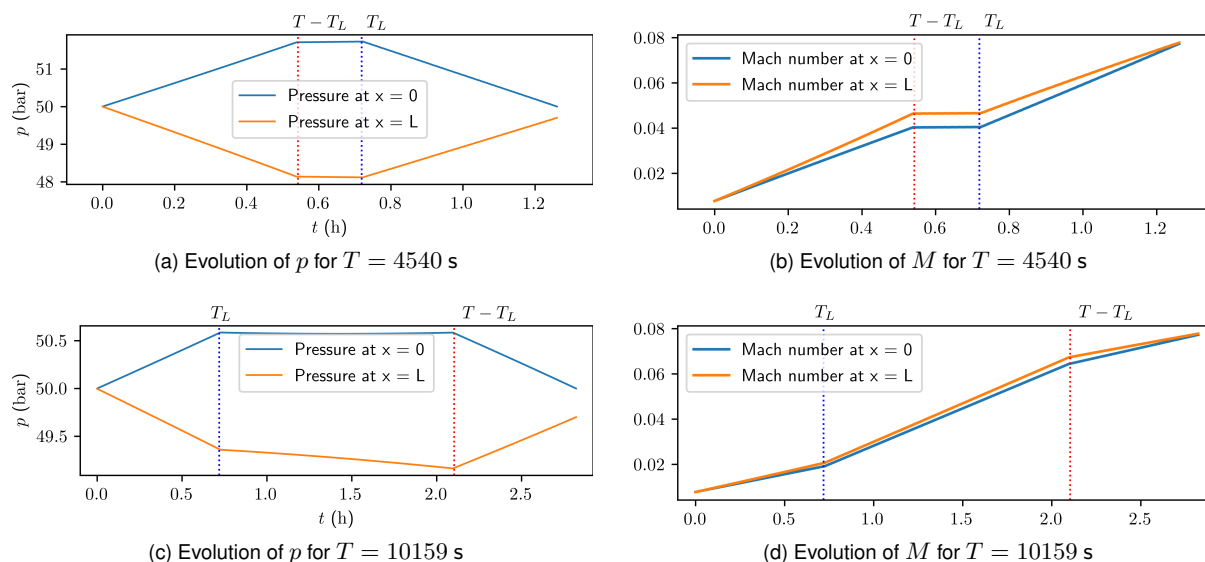 T − T_L T_L
51
50
49
48
p (bar)
Pressure at x = 0
Pressure at x = L
0.0 0.2 0.4 0.6 0.8 1.0 1.2
t (h)
(a) Evolution of p for T = 4540 s
T − T_L T_L
0.08
0.06
0.04
0.02
0.00
Mach number at x = 0
Mach number at x = L
0.0 0.2 0.4 0.6 0.8 1.0 1.2
(b) Evolution of M for T = 4540 s
T_L T − T_L
50.5
50.0
49.5
p (bar)
Pressure at x = 0
Pressure at x = L
0.0 0.5 1.0 1.5 2.0 2.5
t (h)
(c) Evolution of p for T = 10159 s
T_L T − T_L
0.08
0.06
0.04
0.02
Mach number at x = 0
Mach number at x = L
0.0 0.5 1.0 1.5 2.0 2.5
(d) Evolution of M for T = 10159 s